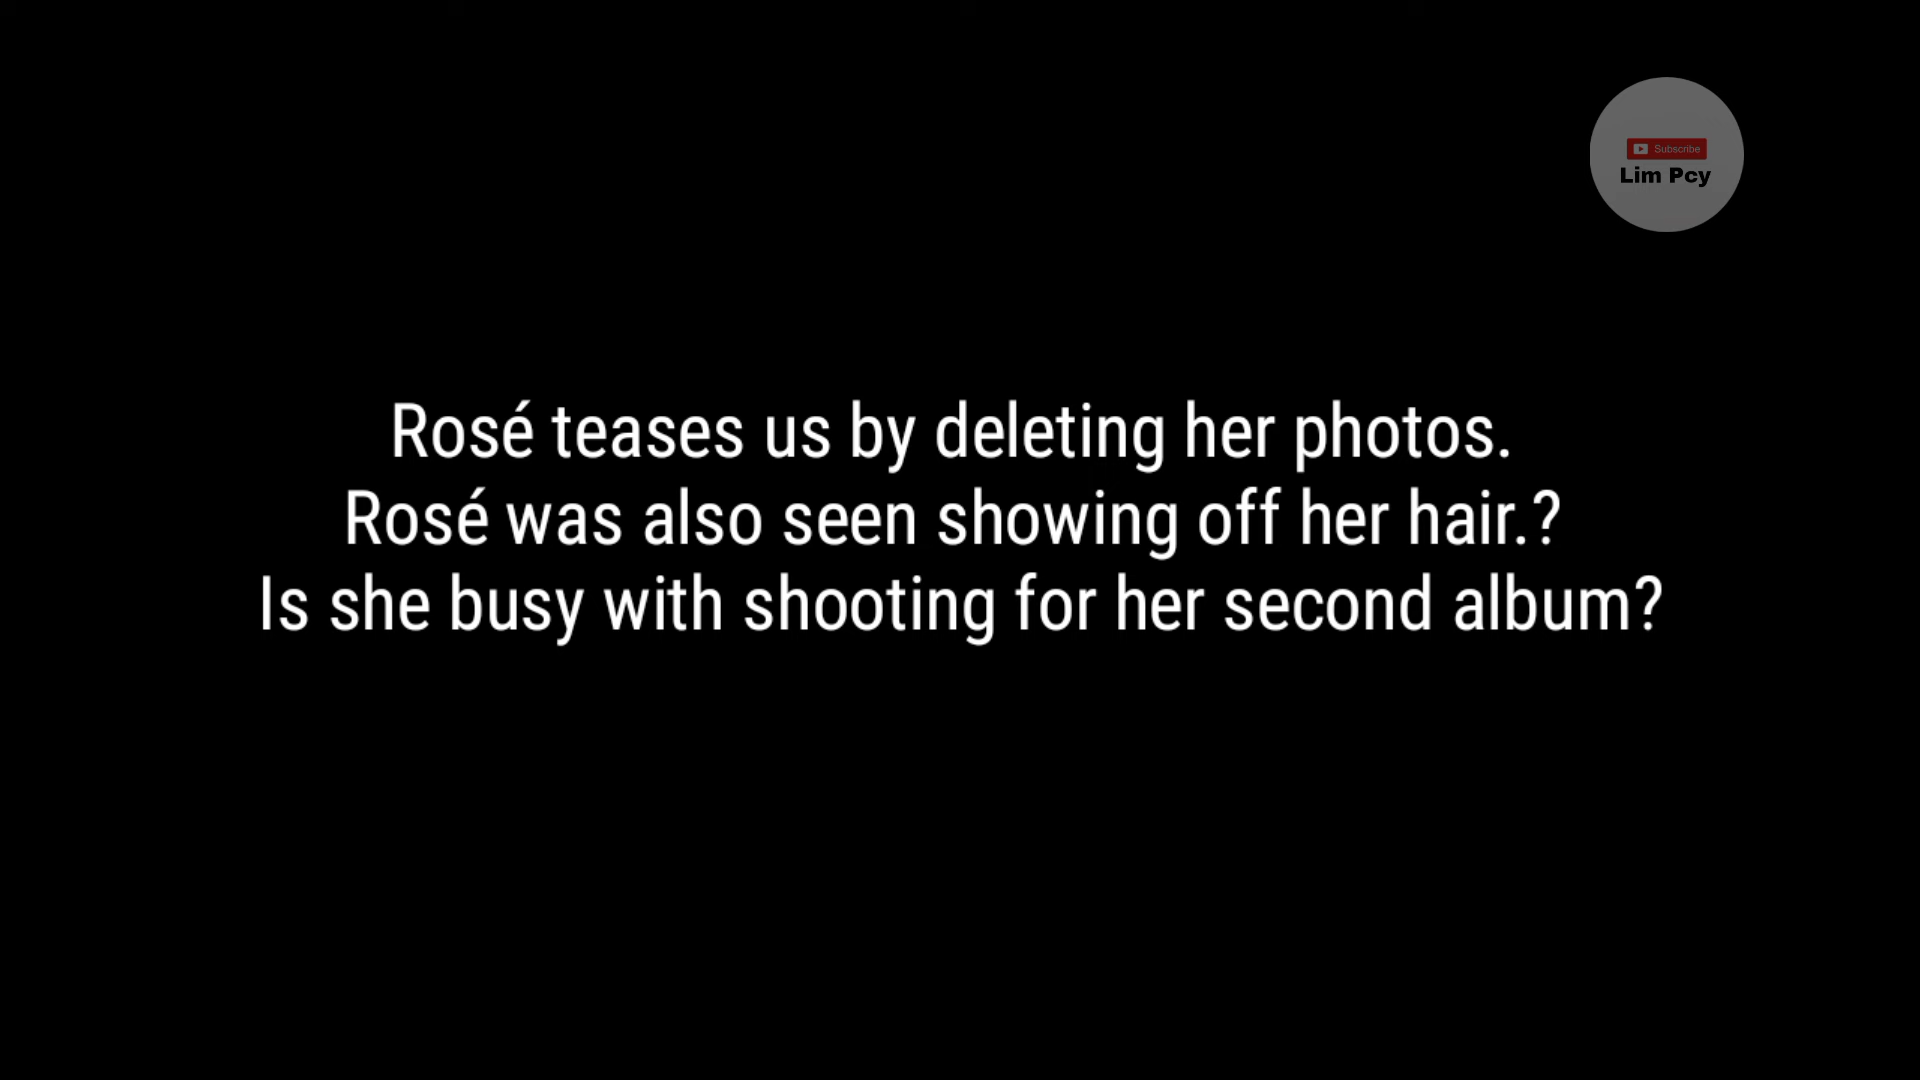 Subscribe
Lim Pcy
Rosé teases us by deleting her photos.
Rosé was also seen showing off her hair.?
Is she busy with shooting for her second album?